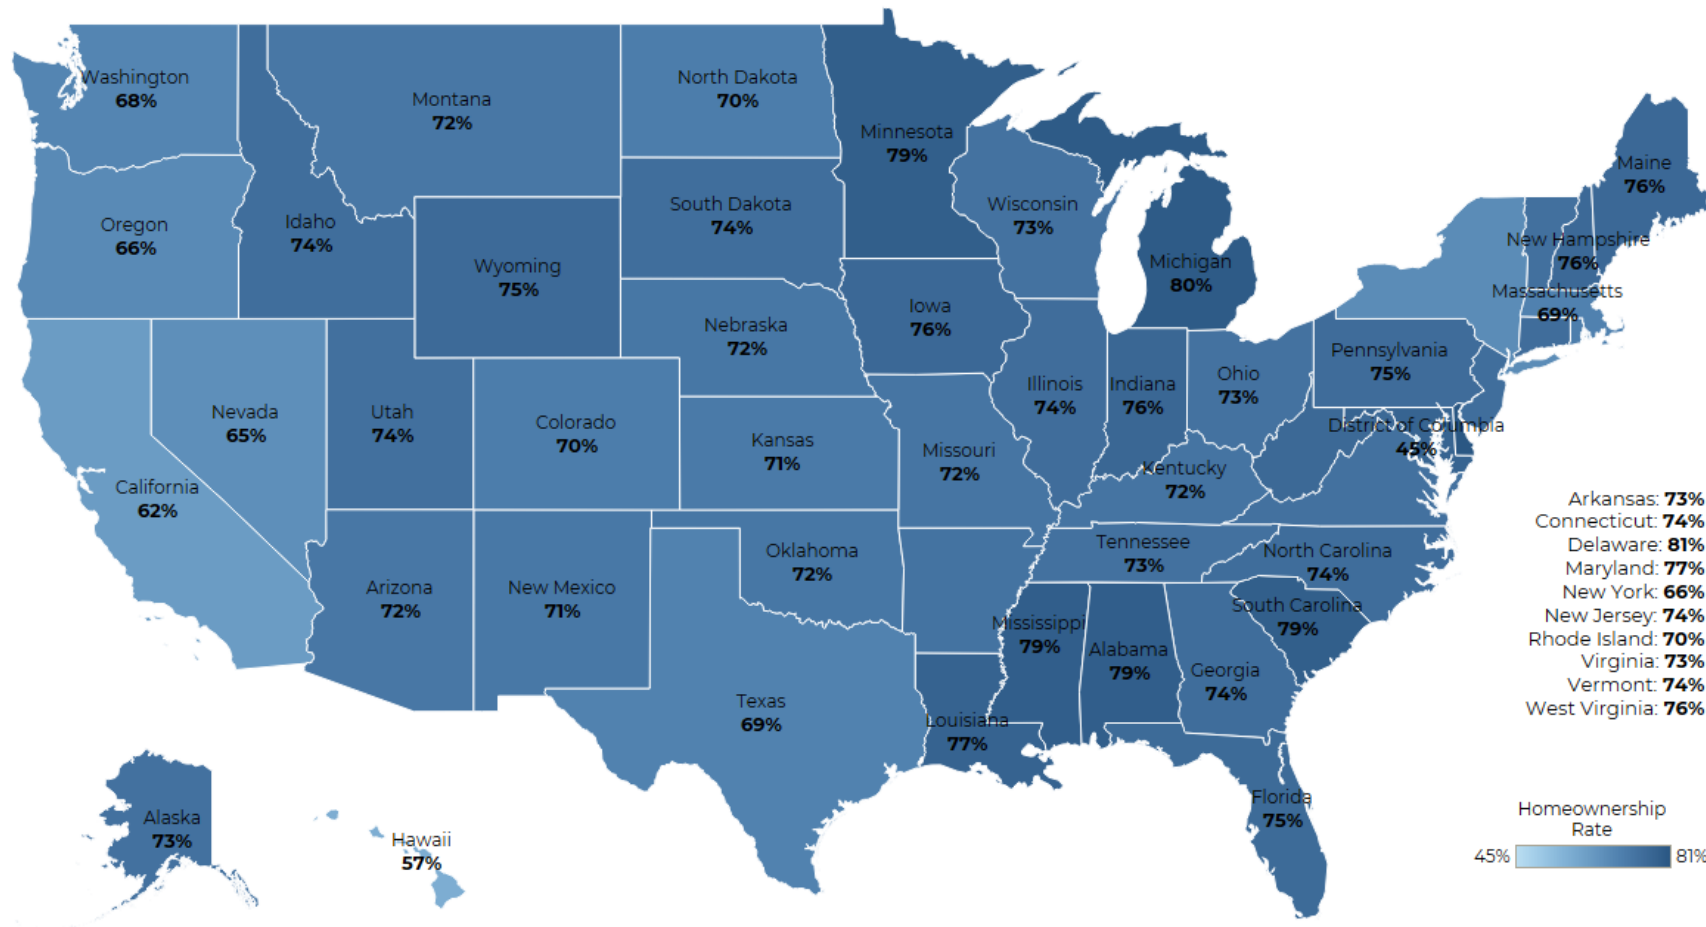 Washington
68%
Montana
72%
North Dakota
70%
Minnesota
79%
Maine
76%
Oregon
66%
Idaho
74%
South Dakota
74%
Wisconsin
73%
Wyoming
75%
Michigan
80%
New Hampshire
76%
Massachusetts
69%
Nebraska
72%
Iowa
76%
Pennsylvania
75%
Nevada
65%
Utah
74%
Colorado
70%
Kansas
71%
Missouri
72%
Illinois
74%
Indiana
76%
Ohio
73%
District of Columbia
45%
California
62%
Kentucky
72%
Arizona
72%
New Mexico
71%
Oklahoma
72%
Tennessee
73%
North Carolina
74%
South Carolina
79%
Mississippi
79%
Alabama
79%
Georgia
74%
Texas
69%
Louisiana
77%
Florida
75%
Alaska
73%
Hawaii
57%
Arkansas: 73%
Connecticut: 74%
Delaware: 81%
Maryland: 77%
New York: 66%
New Jersey: 74%
Rhode Island: 70%
Virginia: 73%
Vermont: 74%
West Virginia: 76%
Homeownership
Rate
45% 81%